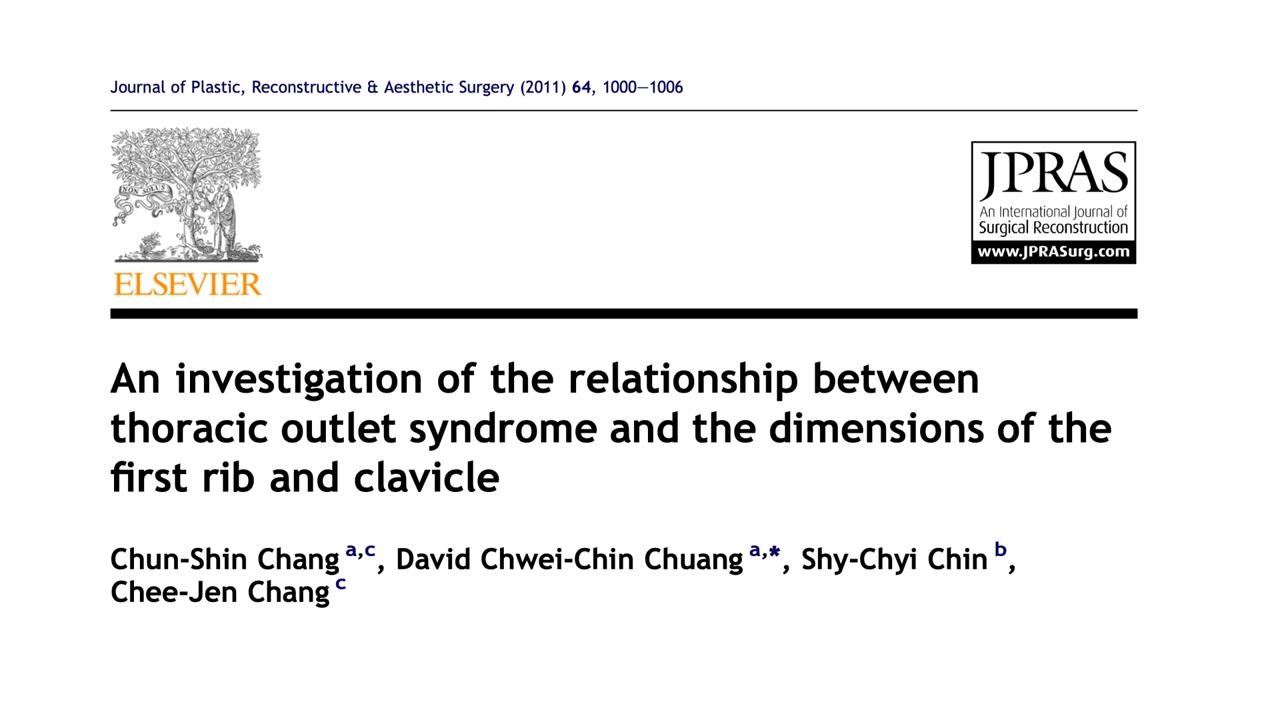 Journal of Plastic, Reconstructive & Aesthetic Surgery (2011) 64, 1000–1006
NON SOLUS
ELSEVIER
JPRAS
An International Journal of
Surgical Reconstruction
www.JPRASurg.com
An investigation of the relationship between
thoracic outlet syndrome and the dimensions of the
first rib and clavicle
Chun-Shin Chang a,c, David Chwei-Chin Chuang a,*, Shy-Chyi Chin b,
Chee-Jen Chang c